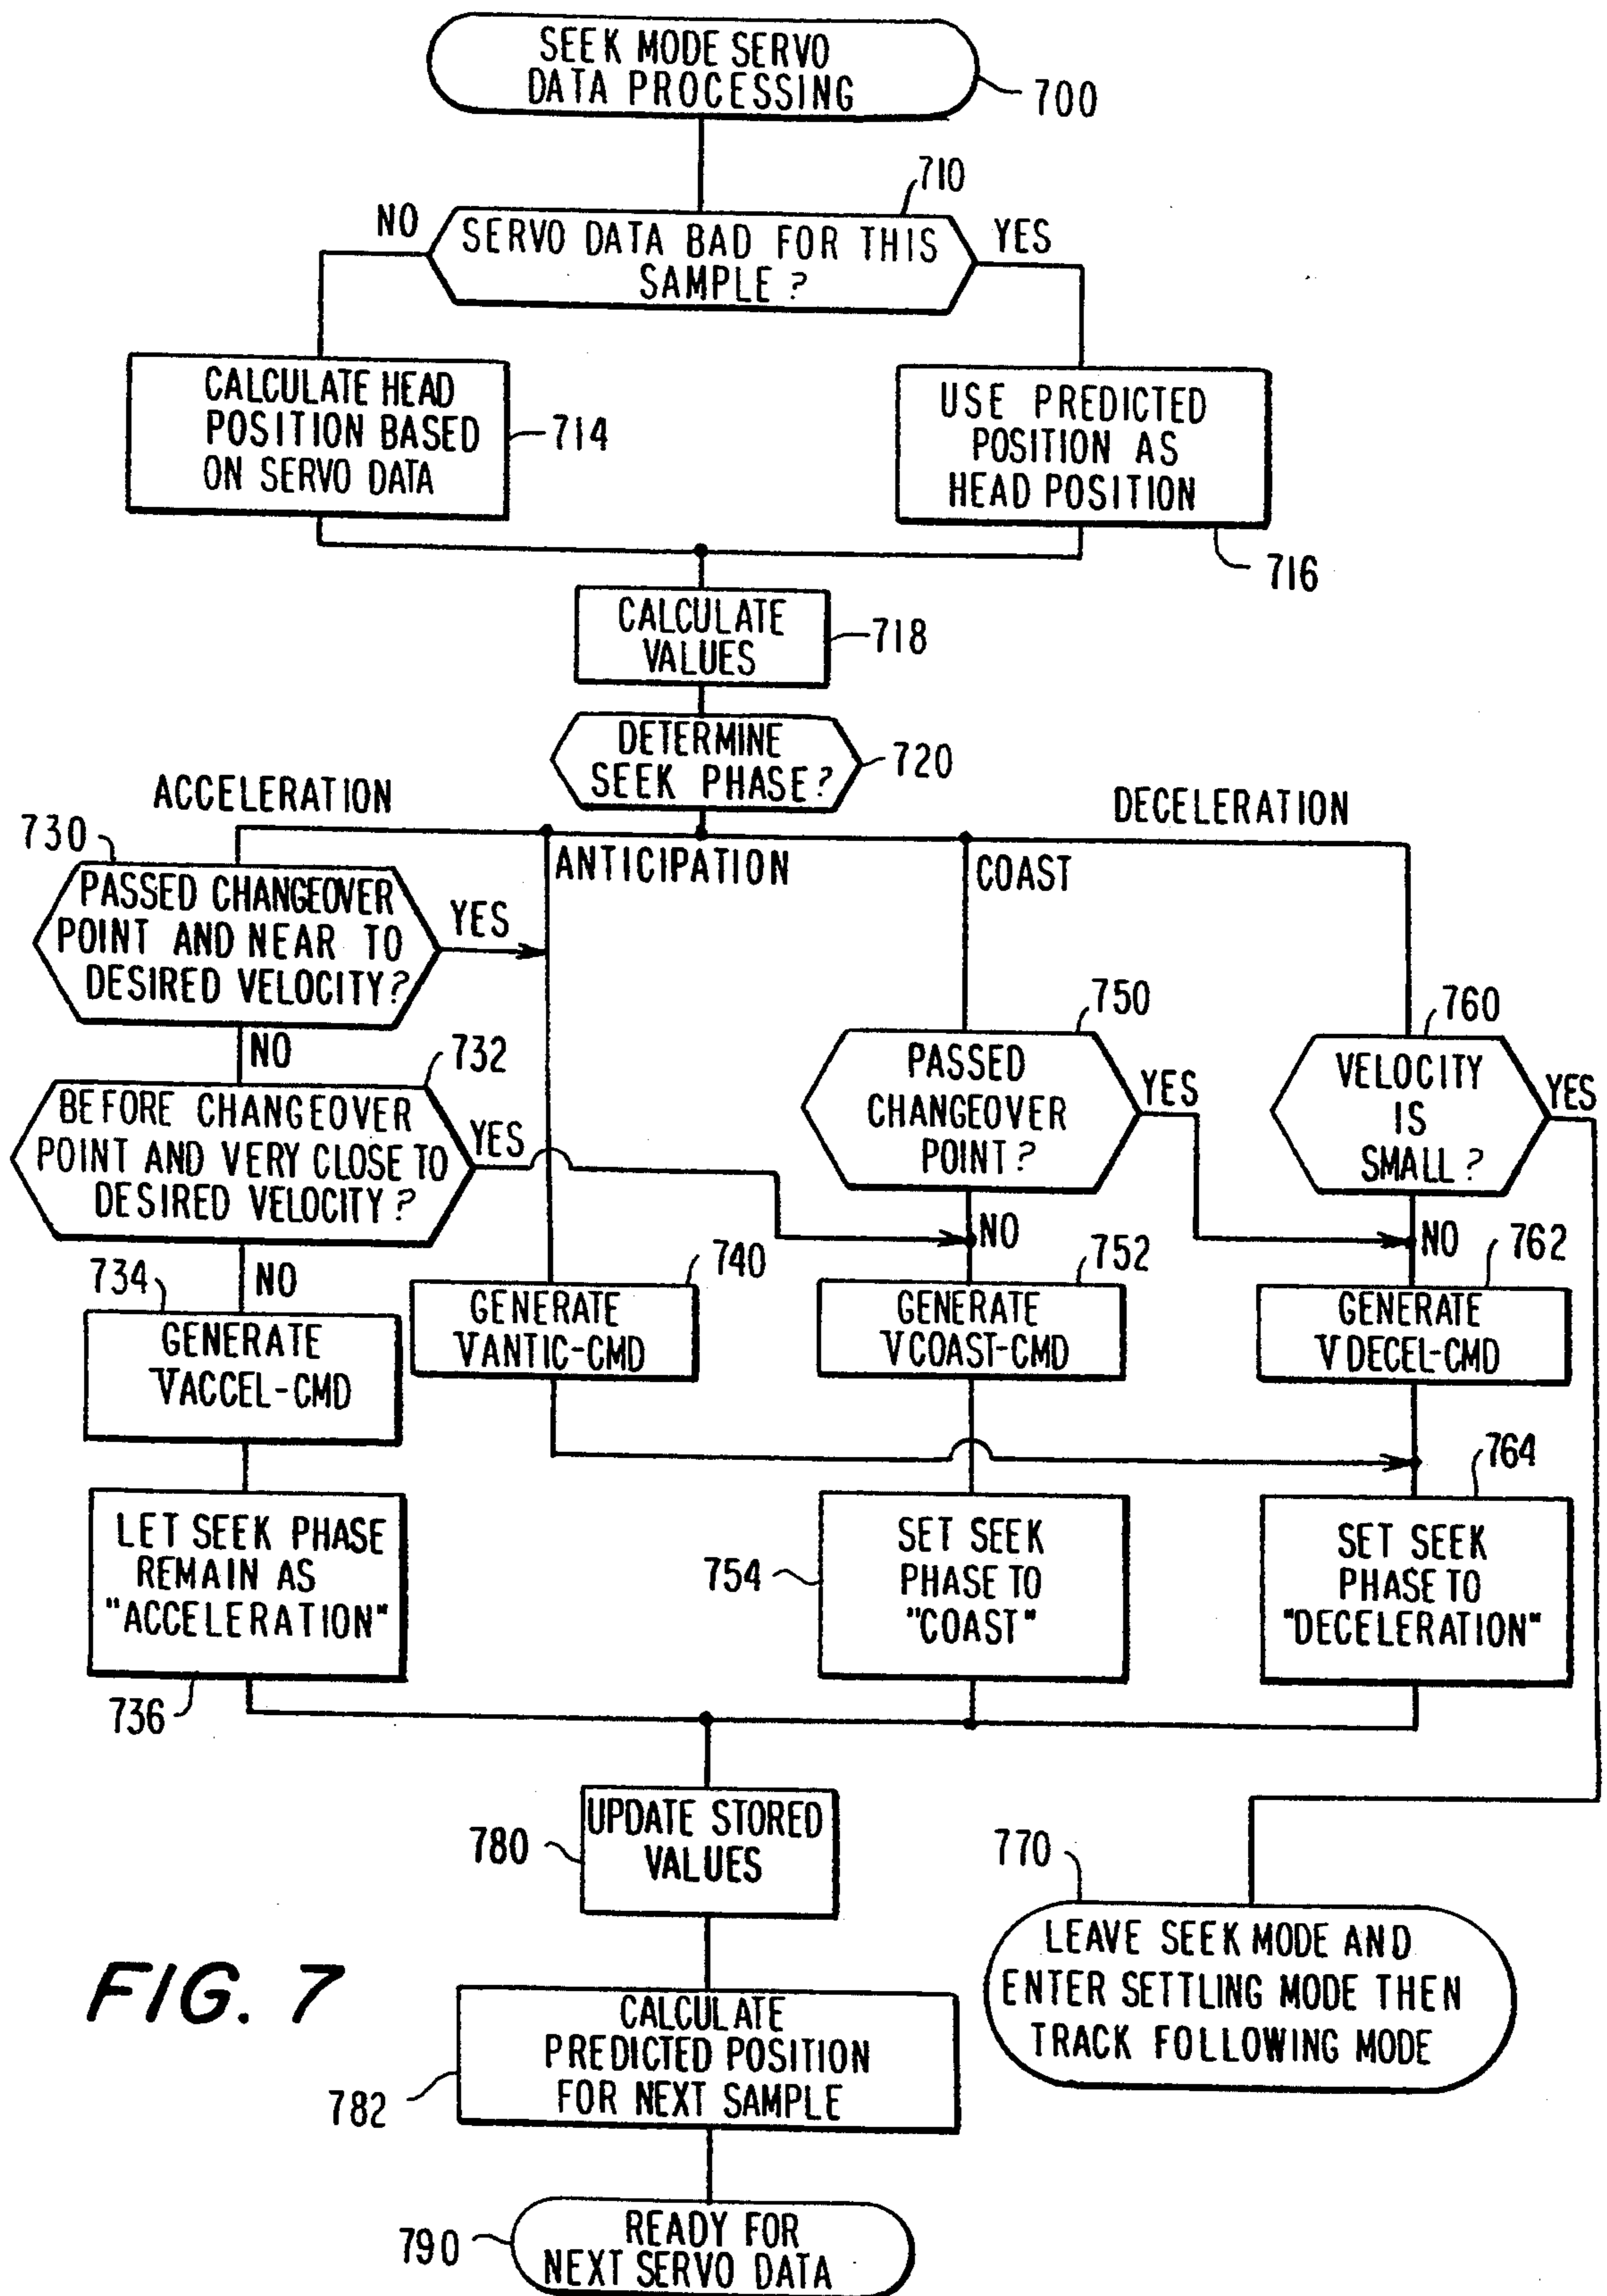 SEEK MODE SERVO
DATA PROCESSING
700
710
NO
SERVO DATA BAD FOR THIS
SAMPLE?
YES
CALCULATE HEAD
POSITION BASED
ON SERVO DATA
714
USE PREDICTED
POSITION AS
HEAD POSITION
716
CALCULATE
VALUES
718
DETERMINE
SEEK PHASE?
720
ACCELERATION
ANTICIPATION
COAST
DECELERATION
730
PASSED CHANGEOVER
POINT AND NEAR TO
DESIRED VELOCITY?
YES
NO
732
BEFORE CHANGEOVER
POINT AND VERY CLOSE TO
DESIRED VELOCITY?
YES
NO
750
PASSED
CHANGEOVER
POINT?
YES
NO
760
VELOCITY
IS
SMALL?
YES
NO
734
GENERATE
VACCEL-CMD
740
GENERATE
VANTIC-CMD
752
GENERATE
VCOAST-CMD
762
GENERATE
VDECEL-CMD
LET SEEK PHASE
REMAIN AS
"ACCELERATION"
736
754
SET SEEK
PHASE TO
"COAST"
764
SET SEEK
PHASE TO
"DECELERATION"
780
UPDATE STORED
VALUES
770
LEAVE SEEK MODE AND
ENTER SETTLING MODE THEN
TRACK FOLLOWING MODE
FIG. 7
782
CALCULATE
PREDICTED POSITION
FOR NEXT SAMPLE
790
READY FOR
NEXT SERVO DATA